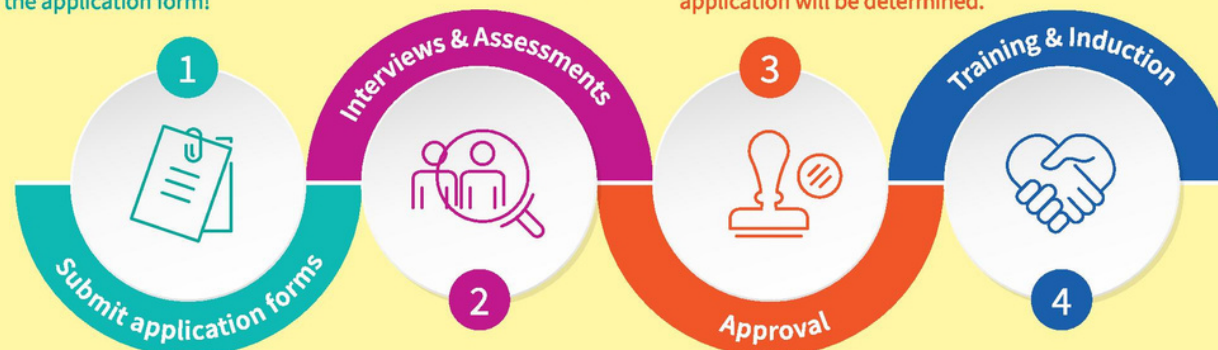 the application form!
application will be determined.
1
Submit application forms
Interviews & Assessments
2
3
Approval
Training & Induction
4